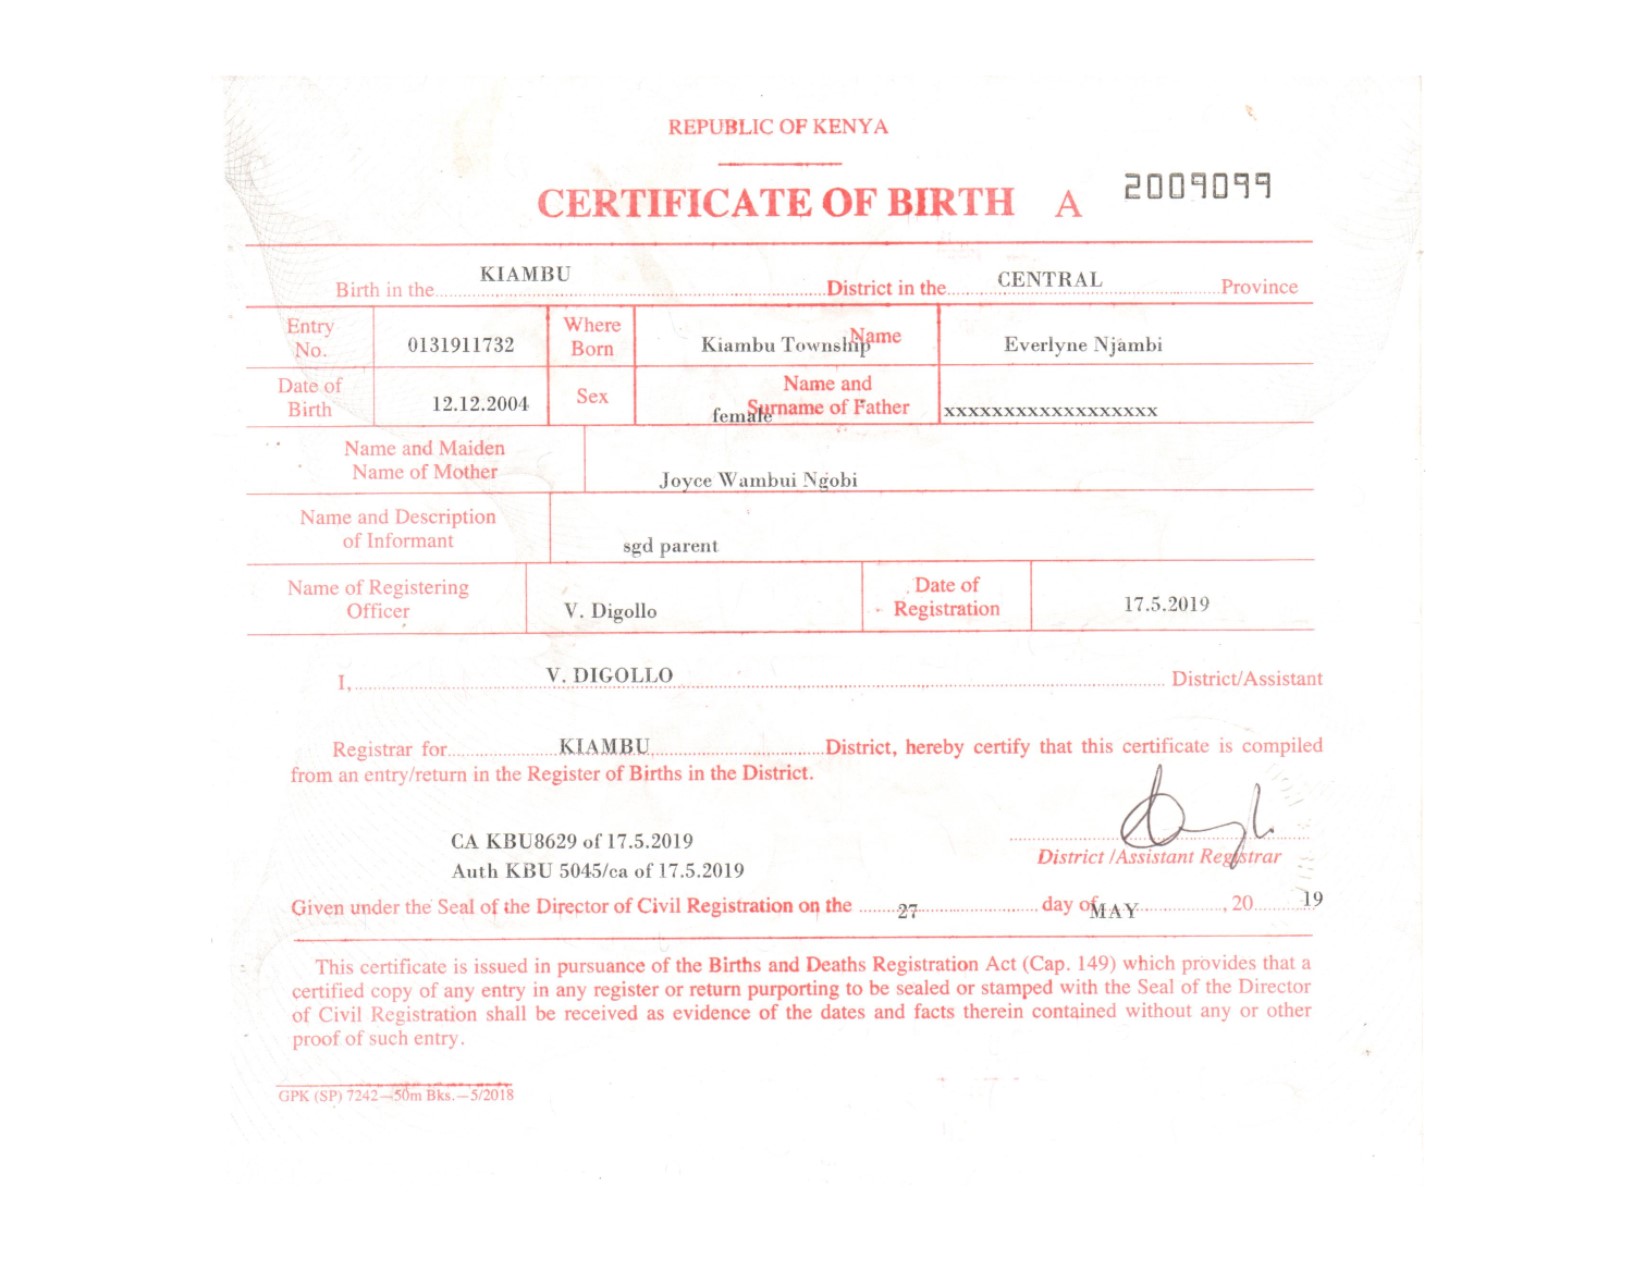 REPUBLIC OF KENYA
CERTIFICATE OF BIRTH A 2009099
Birth in the KIAMBU District in the CENTRAL Province
Entry No. 0131911732 Where Born Kiambu Township Name Everlyne Njambi
Date of Birth 12.12.2004 Sex female Name and Surname of Father xxxxxxxxxxxxxxxxxx
Name and Maiden Name of Mother Joyce Wambui Ngobi
Name and Description of Informant sgd parent
Name of Registering Officer V. Digollo Date of Registration 17.5.2019
I, V. DIGOLLO District/Assistant
Registrar for KIAMBU District, hereby certify that this certificate is compiled
from an entry/return in the Register of Births in the District.
CA KBU8629 of 17.5.2019
Auth KBU 5045/ca of 17.5.2019
District /Assistant Registrar
Given under the Seal of the Director of Civil Registration on the 27 day of MAY, 20 19
This certificate is issued in pursuance of the Births and Deaths Registration Act (Cap. 149) which provides that a
certified copy of any entry in any register or return purporting to be sealed or stamped with the Seal of the Director
of Civil Registration shall be received as evidence of the dates and facts therein contained without any or other
proof of such entry.
GPK (SP) 7242—50m Bks.—5/2018